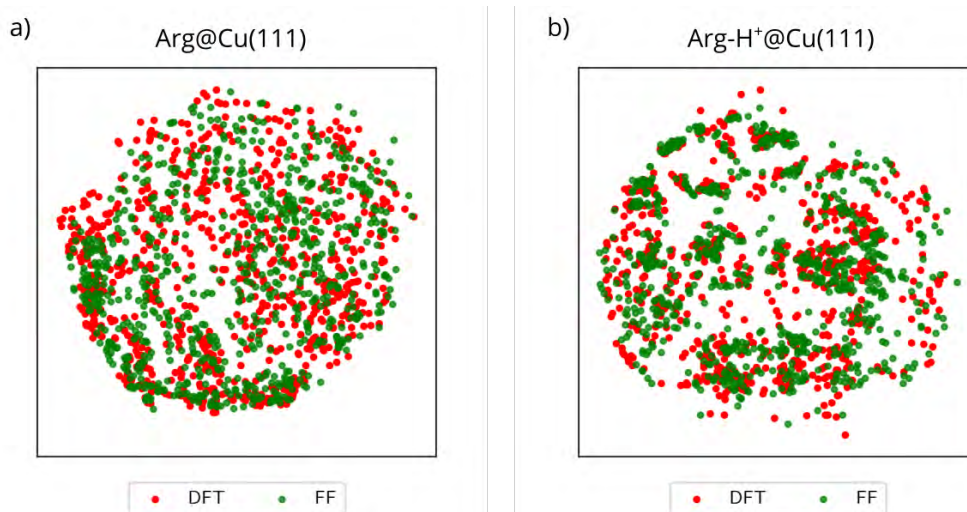 a)
Arg@Cu(111)
DFT
FF
b)
Arg-H⁺@Cu(111)
DFT
FF